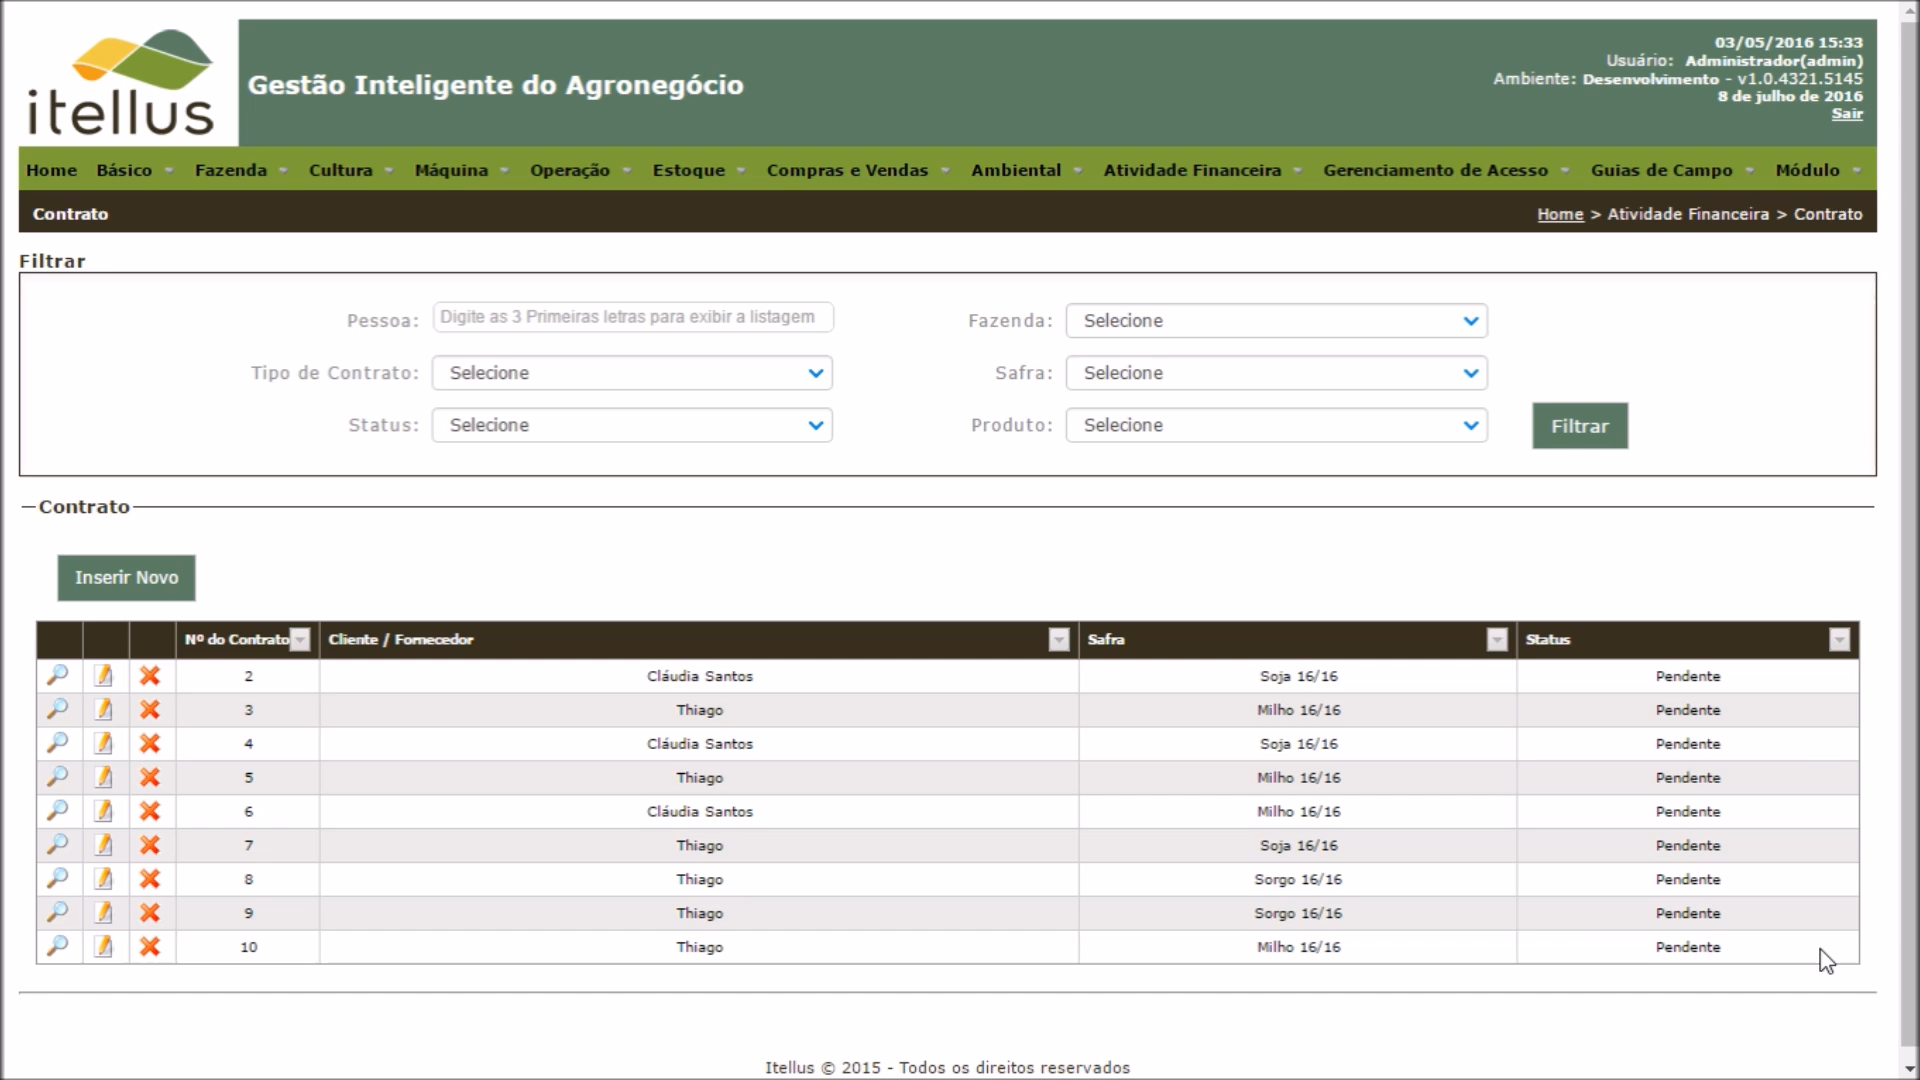 itellus
Gestão Inteligente do Agronegócio
03/05/2016 15:33
Usuário: Administrador(admin)
Ambiente: Desenvolvimento - v1.0.4321.5145
8 de julho de 2016
Sair
Home Básico Fazenda Cultura Máquina Operação Estoque Compras e Vendas Ambiental Atividade Financeira Gerenciamento de Acesso Guias de Campo Módulo
Contrato Home > Atividade Financeira > Contrato
Filtrar
Pessoa: Digite as 3 Primeiras letras para exibir a listagem Fazenda: Selecione
Tipo de Contrato: Selecione Safra: Selecione
Status: Selecione Produto: Selecione Filtrar
Contrato
Inserir Novo
Nº do Contrato Cliente / Fornecedor Safra Status
2 Cláudia Santos Soja 16/16 Pendente
3 Thiago Milho 16/16 Pendente
4 Cláudia Santos Soja 16/16 Pendente
5 Thiago Milho 16/16 Pendente
6 Cláudia Santos Milho 16/16 Pendente
7 Thiago Soja 16/16 Pendente
8 Thiago Sorgo 16/16 Pendente
9 Thiago Sorgo 16/16 Pendente
10 Thiago Milho 16/16 Pendente
Itellus © 2015 - Todos os direitos reservados